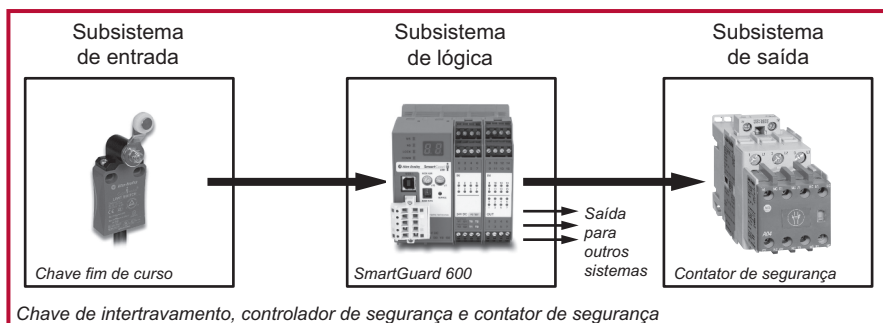 Subsistema
de entrada
Subsistema
de lógica
Subsistema
de saída
Chave fim de curso
SmartGuard 600
Saída
para
outros
sistemas
Contator de segurança
Chave de intertravamento, controlador de segurança e contator de segurança